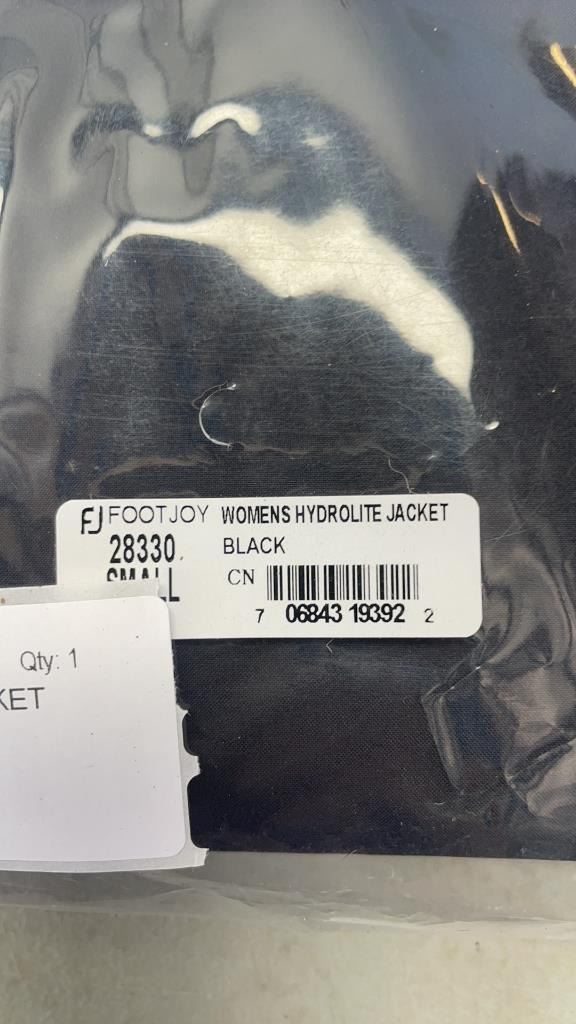 FJ FOOTJOY WOMENS HYDROLITE JACKET
28330 BLACK
SMALL CN
7 06843 19392 2
Qty: 1
KET